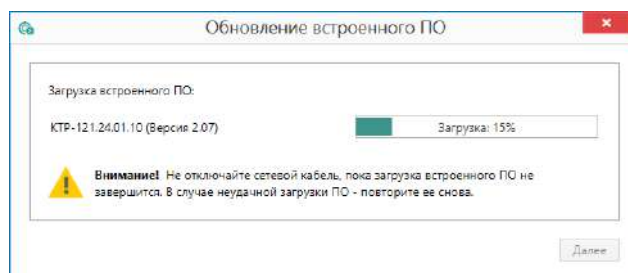 Обновление встроенного ПО
Загрузка встроенного ПО:
КТР-121.24.01.10 (Версия 2.07)
Загрузка: 15%
Внимание! Не отключайте сетевой кабель, пока загрузка встроенного ПО не
завершится. В случае неудачной загрузки ПО - повторите ее снова.
Далее